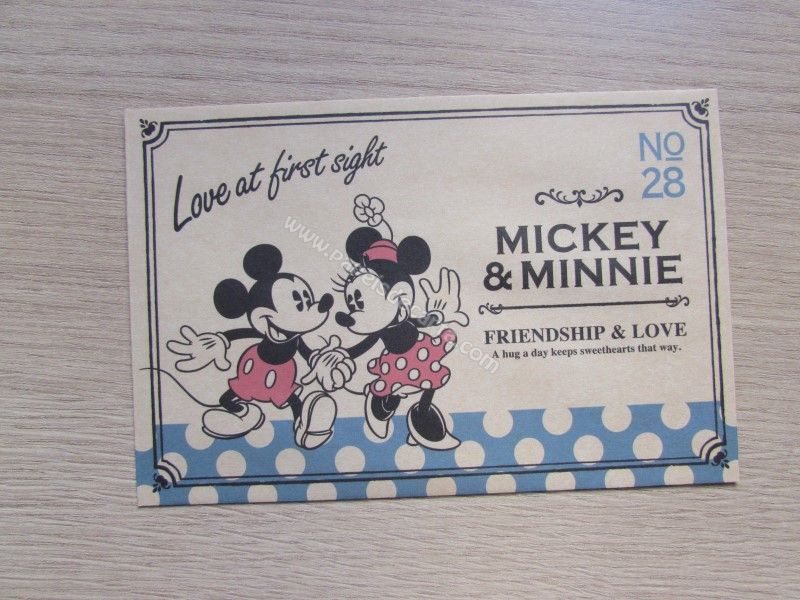 Love at first sight
No
28
MICKEY
& MINNIE
FRIENDSHIP & LOVE
A hug a day keeps sweethearts that way.